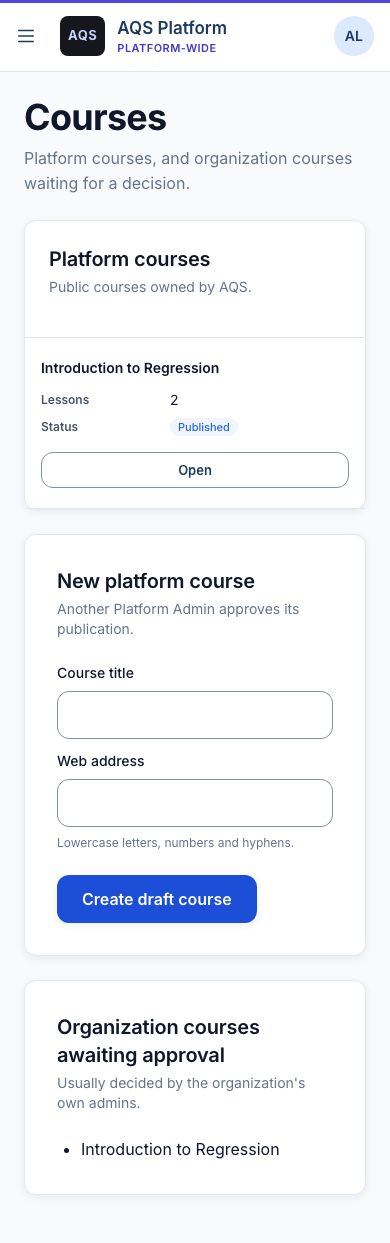 AQS
AQS Platform
PLATFORM-WIDE
AL
Courses
Platform courses, and organization courses
waiting for a decision.
Platform courses
Public courses owned by AQS.
Introduction to Regression
Lessons 2
Status Published
Open
New platform course
Another Platform Admin approves its
publication.
Course title
Web address
Lowercase letters, numbers and hyphens.
Create draft course
Organization courses
awaiting approval
Usually decided by the organization's
own admins.
• Introduction to Regression